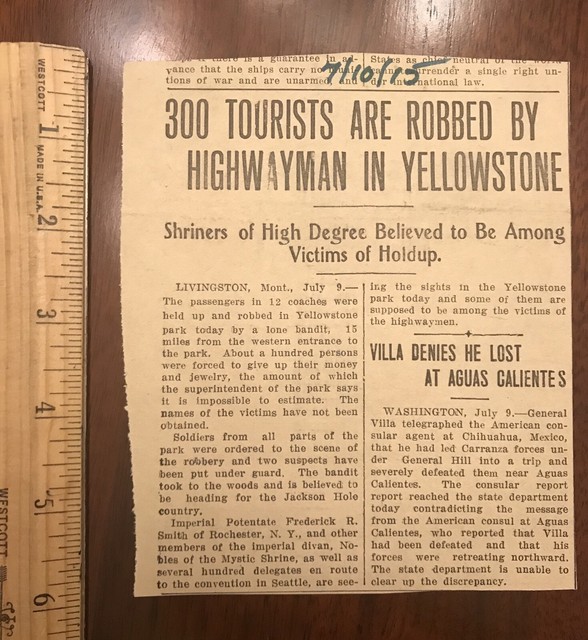 WESTCOTT
MADE IN U.S.A.
1
2
3
4
5
6
WESTCOTT
there is a guarantee in ad-
vance that the ships carry no
tions of war and are unarmed and
States as chief neutral of the world
cannot surrender a single right un-
der international law.
7/10/15
300 TOURISTS ARE ROBBED BY
HIGHWAYMAN IN YELLOWSTONE
Shriners of High Degree Believed to Be Among
Victims of Holdup.
LIVINGSTON, Mont., July 9.—
The passengers in 12 coaches were
held up and robbed in Yellowstone
park today by a lone bandit, 15
miles from the western entrance to
the park. About a hundred persons
were forced to give up their money
and jewelry, the amount of which
the superintendent of the park says
it is impossible to estimate. The
names of the victims have not been
obtained.
Soldiers from all parts of the
park were ordered to the scene of
the robbery and two suspects have
been put under guard. The bandit
took to the woods and is believed to
be heading for the Jackson Hole
country.
Imperial Potentate Frederick R.
Smith of Rochester, N. Y., and other
members of the imperial divan, No-
bles of the Mystic Shrine, as well as
several hundred delegates en route
to the convention in Seattle, are see-
ing the sights in the Yellowstone
park today and some of them are
supposed to be among the victims of
the highwaymen.
VILLA DENIES HE LOST
AT AGUAS CALIENTES
WASHINGTON, July 9.—General
Villa telegraphed the American con-
sular agent at Chihuahua, Mexico,
that he had led Carranza forces un-
der General Hill into a trip and
severely defeated them near Aguas
Calientes. The consular report
report reached the state department
today contradicting the message
from the American consul at Aguas
Calientes, who reported that Villa
had been defeated and that his
forces were retreating northward.
The state department is unable to
clear up the discrepancy.